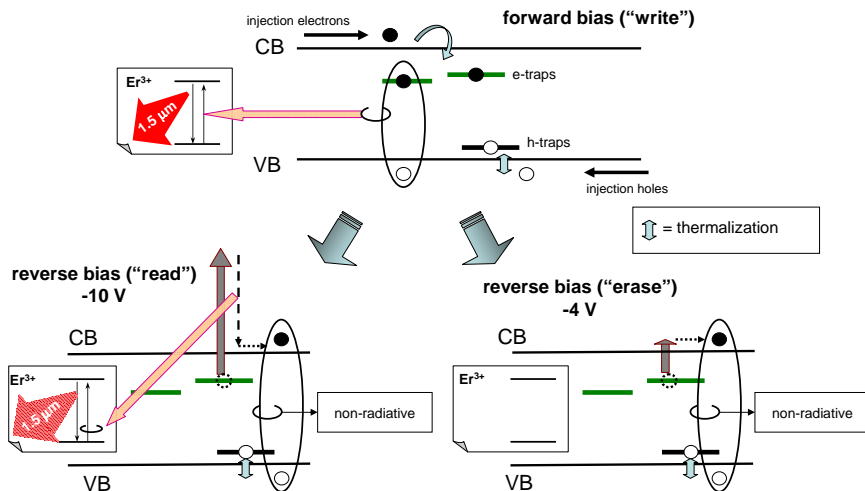 forward bias (“write”)
injection electrons
CB
e-traps
Er³⁺
1.5 μm
h-traps
VB
injection holes
= thermalization
reverse bias (“read”)
-10 V
CB
Er³⁺
1.5 μm
non-radiative
VB
reverse bias (“erase”)
-4 V
CB
Er³⁺
non-radiative
VB